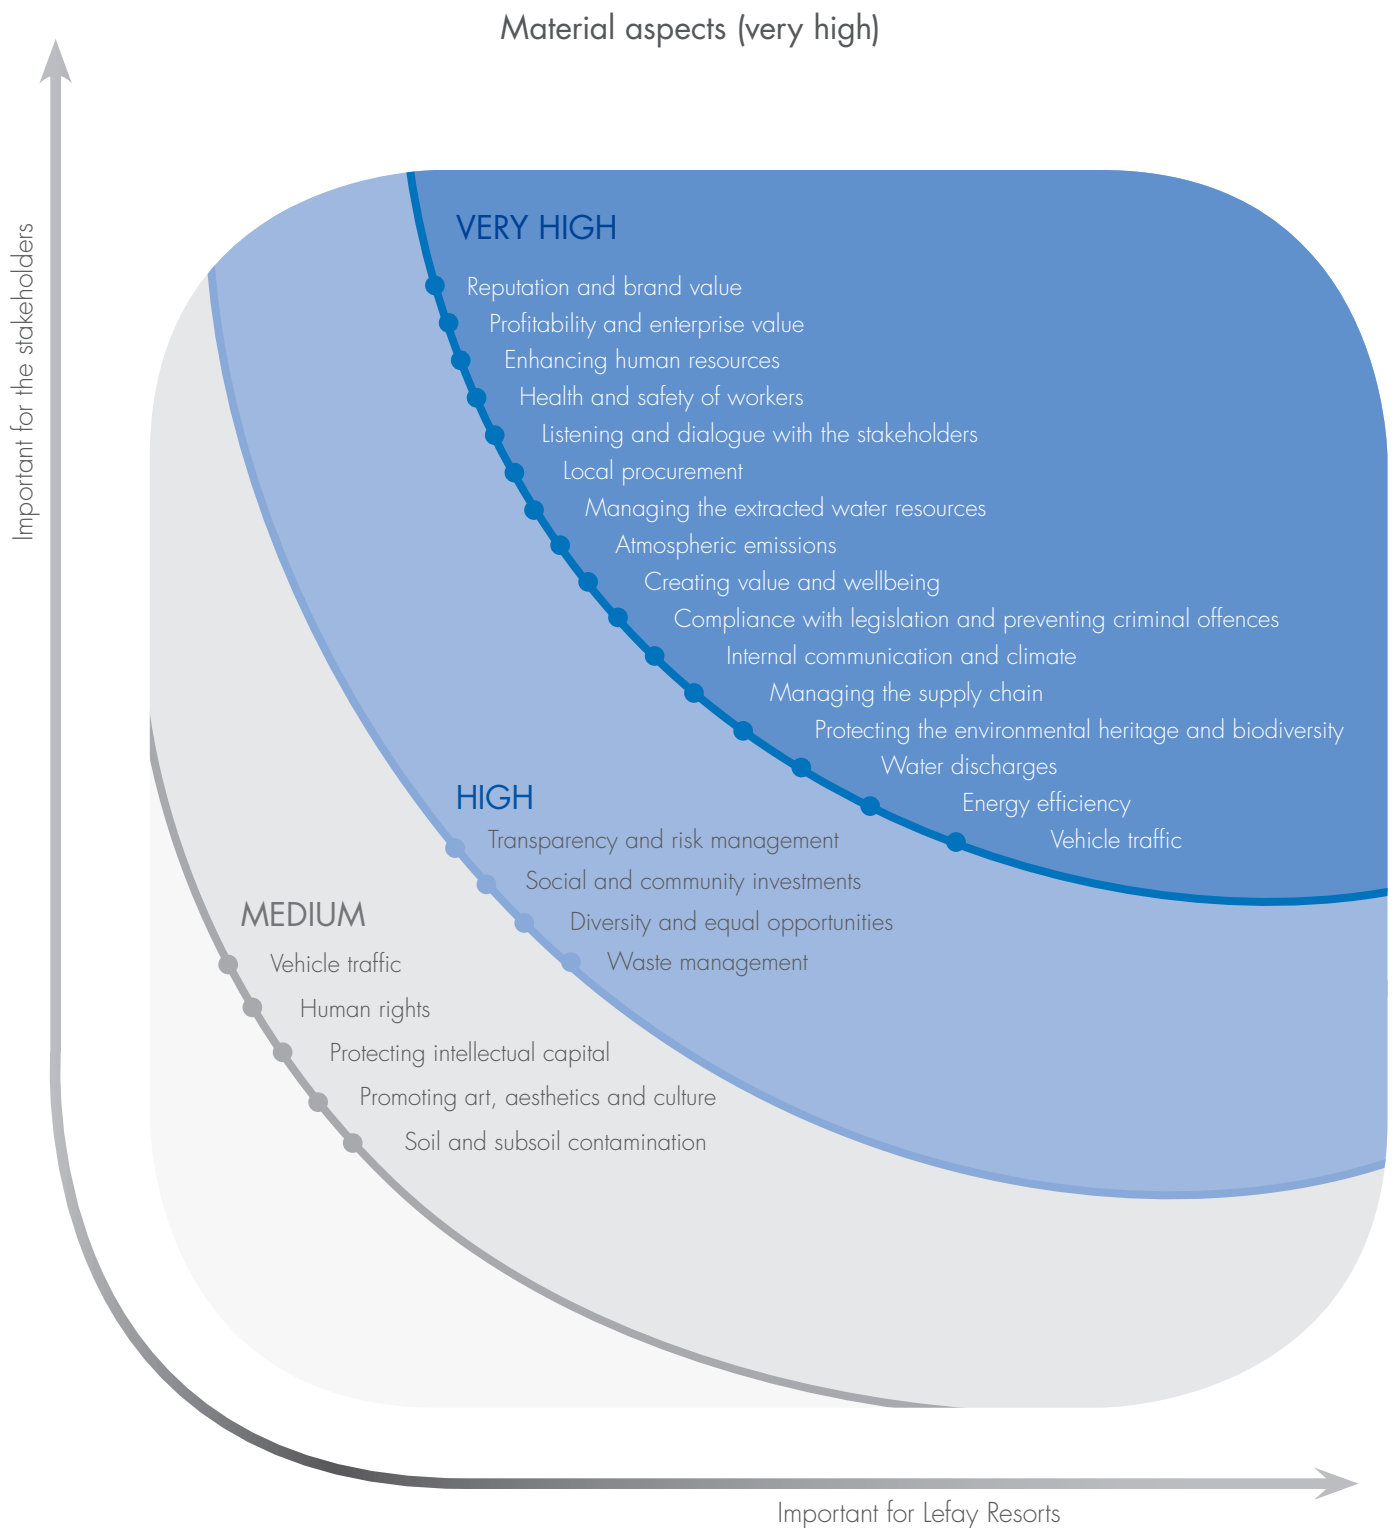 Material aspects (very high)
Important for the stakeholders
VERY HIGH
Reputation and brand value
Profitability and enterprise value
Enhancing human resources
Health and safety of workers
Listening and dialogue with the stakeholders
Local procurement
Managing the extracted water resources
Atmospheric emissions
Creating value and wellbeing
Compliance with legislation and preventing criminal offences
Internal communication and climate
Managing the supply chain
Protecting the environmental heritage and biodiversity
Water discharges
Energy efficiency
Vehicle traffic
HIGH
Transparency and risk management
Social and community investments
Diversity and equal opportunities
Waste management
MEDIUM
Vehicle traffic
Human rights
Protecting intellectual capital
Promoting art, aesthetics and culture
Soil and subsoil contamination
Important for Lefay Resorts